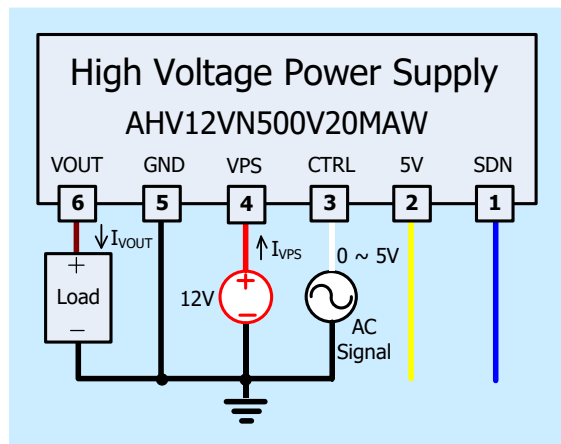 High Voltage Power Supply
AHV12VN500V20MAW
VOUT GND VPS CTRL 5V SDN
6 5 4 3 2 1
↓IVOUT ↑IVPS 0 ~ 5V
+ +
Load 12V
− −
AC
Signal